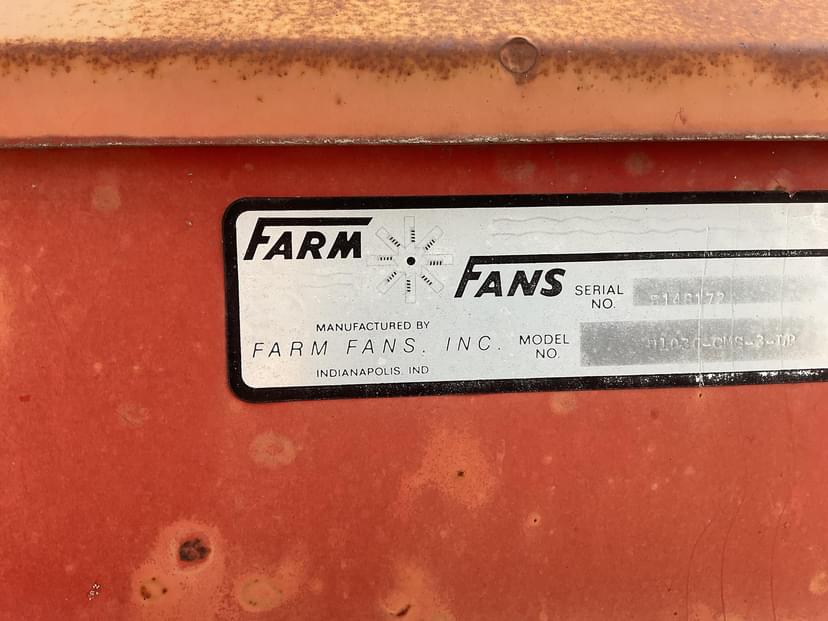 FARM FANS
SERIAL NO.
MANUFACTURED BY
FARM FANS, INC.
INDIANAPOLIS, IND
MODEL NO.